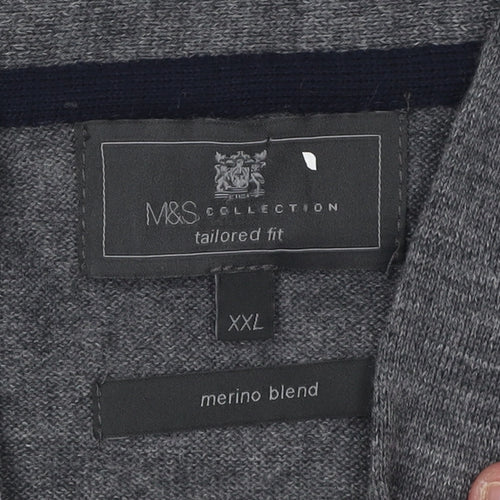 M&S COLLECTION
tailored fit
XXL
merino blend